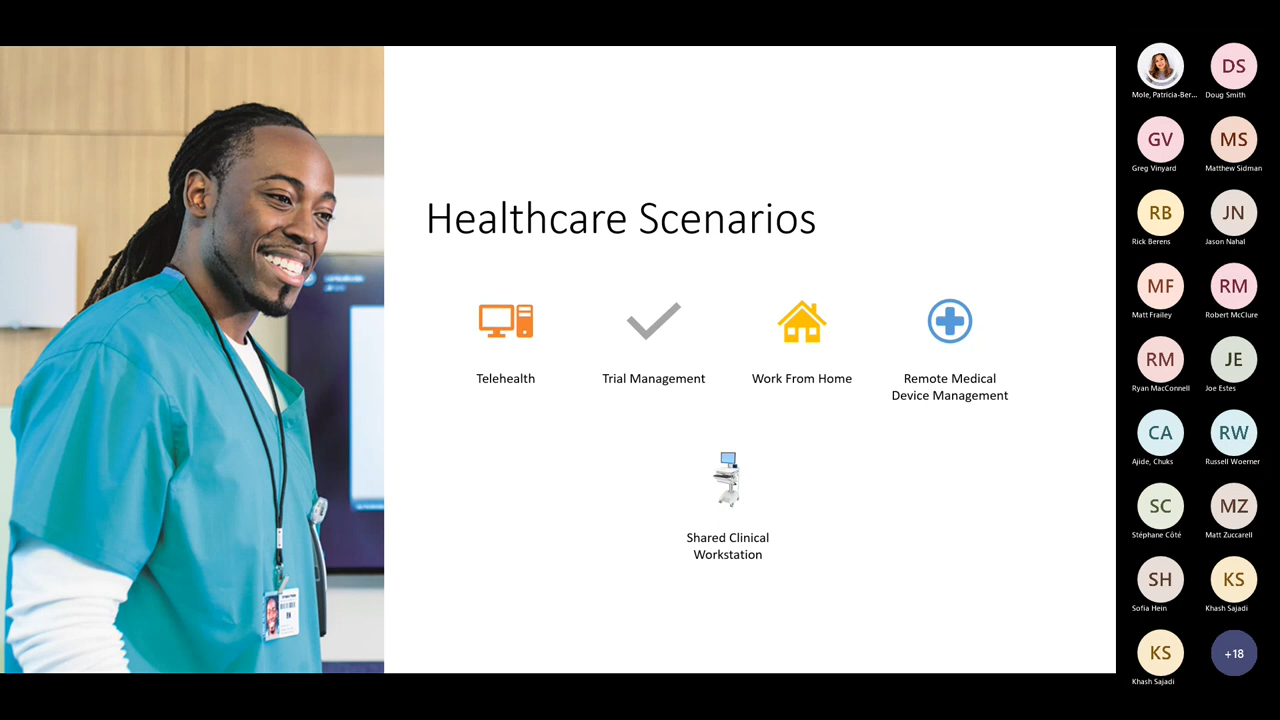 Healthcare Scenarios
Telehealth
Trial Management
Work From Home
Remote Medical
Device Management
Shared Clinical
Workstation
RN
Mole, Patricia-Ber...
DS
Doug Smith
GV
Greg Vinyard
MS
Matthew Sidman
RB
Rick Berens
JN
Jason Nahal
MF
Matt Frailey
RM
Robert McClure
RM
Ryan MacConnell
JE
Joe Estes
CA
Ajide, Chuks
RW
Russell Woerner
SC
Stéphane Côté
MZ
Matt Zuccarell
SH
Sofia Hein
KS
Khash Sajadi
KS
Khash Sajadi
+18